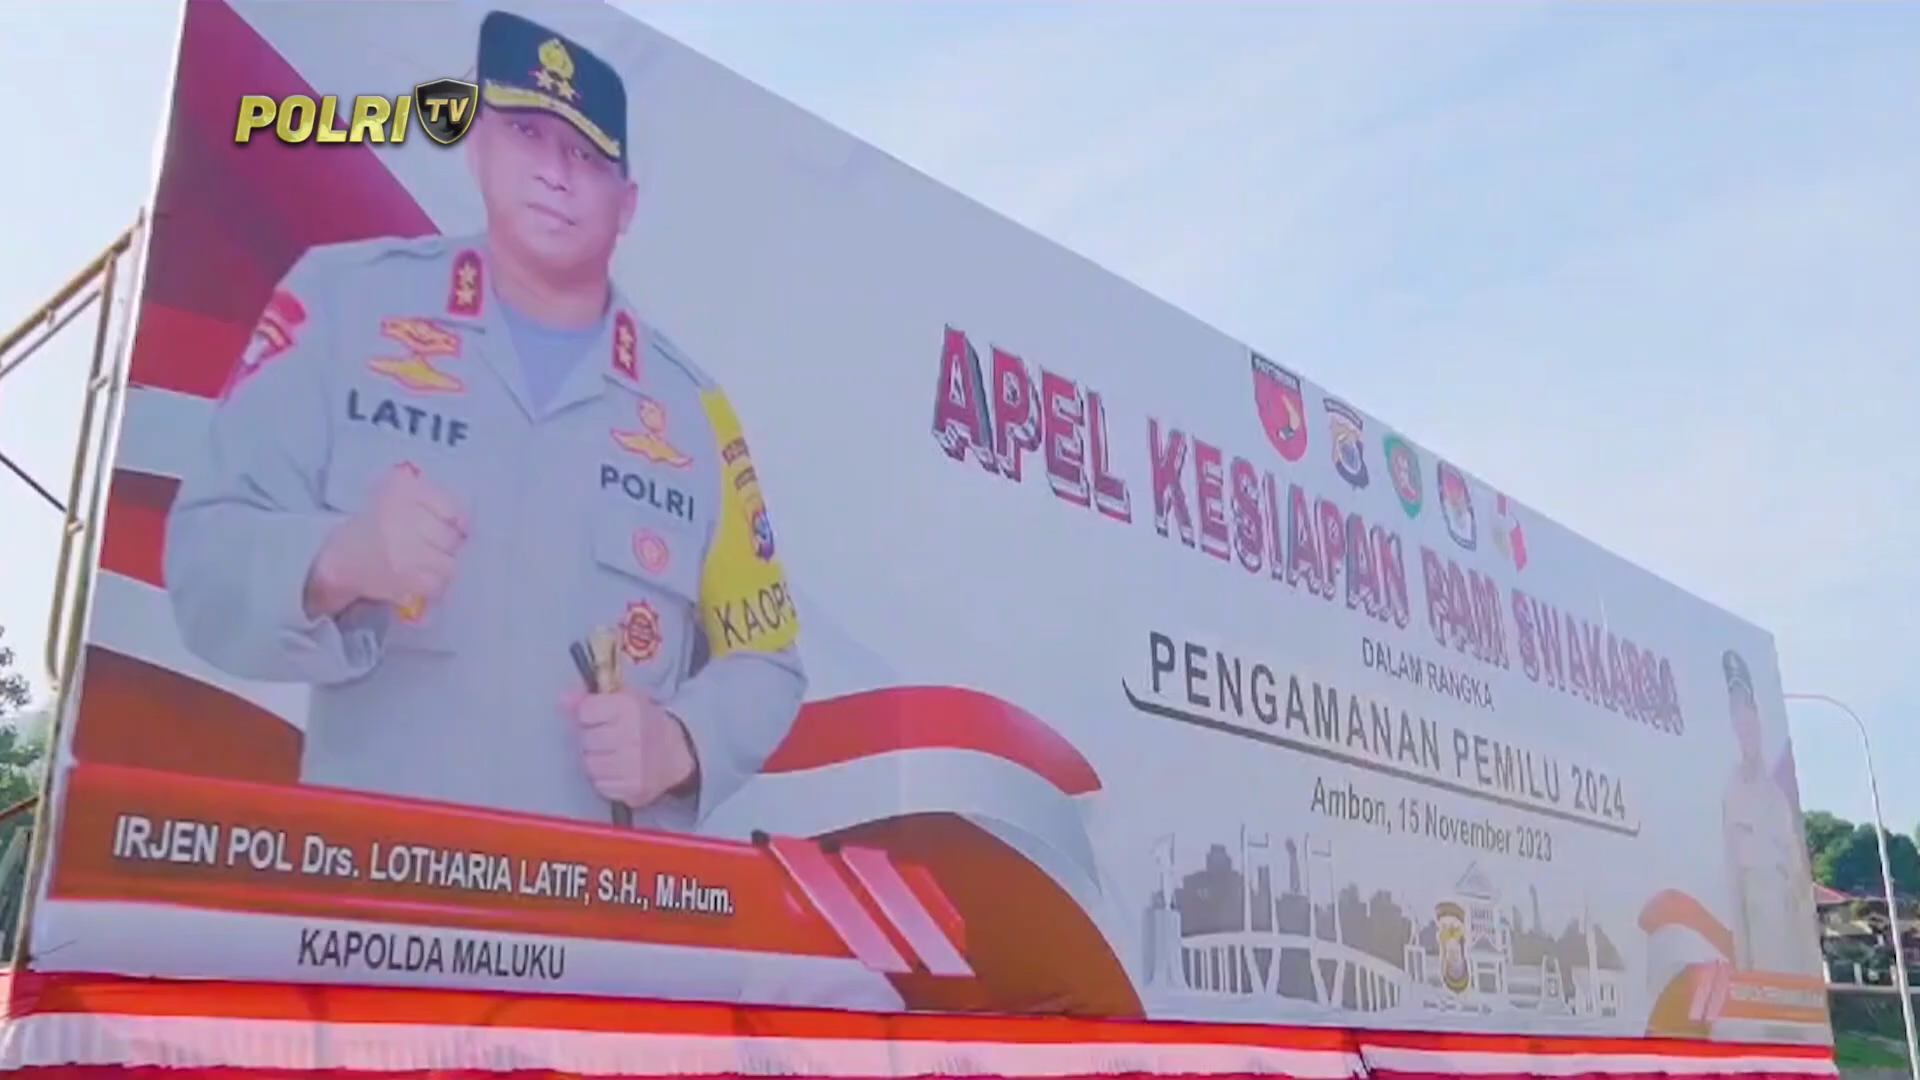 POLRI TV
LATIF
POLRI
KAOPS
IRJEN POL Drs. LOTHARIA LATIF, S.H., M.Hum.
KAPOLDA MALUKU
APEL KESIAPAN PAM SWAKARSA
DALAM RANGKA
PENGAMANAN PEMILU 2024
Ambon, 15 November 2023